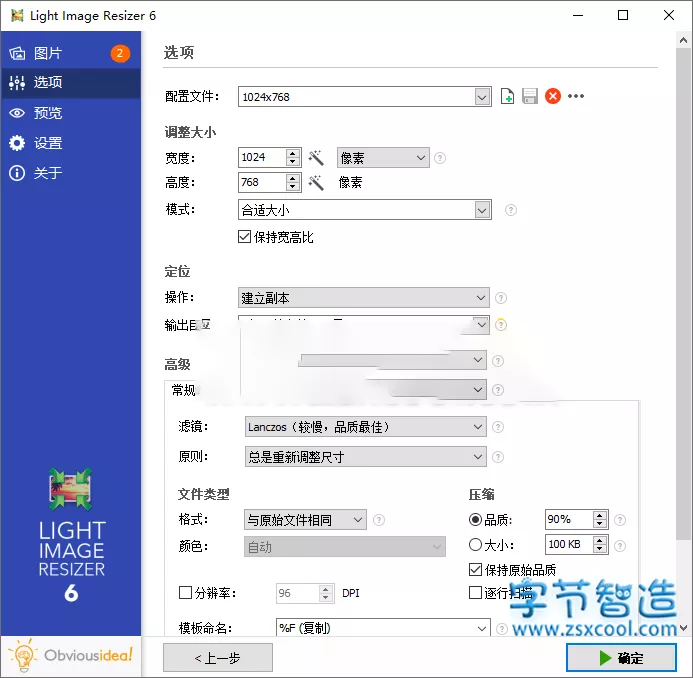 Light Image Resizer 6
图片 2
选项
预览
设置
关于
LIGHT
IMAGE
RESIZER
6
Obviousidea!
选项
配置文件: 1024x768
调整大小
宽度: 1024 像素 ?
高度: 768 像素
模式: 合适大小 ?
保持宽高比
定位
操作: 建立副本 ?
输出目 ?
高级 ?
常规 ?
滤镜: Lanczos（较慢，品质最佳） ?
原则: 总是重新调整尺寸 ?
文件类型 压缩
格式: 与原始文件相同 ? 品质: 90% ?
颜色: 自动 大小: 100 KB ?
保持原始品质
分辨率: 96 DPI 逐行扫描
模板命名: %F (复制) ?
字节智造
www.zsxcool.com
< 上一步 确定